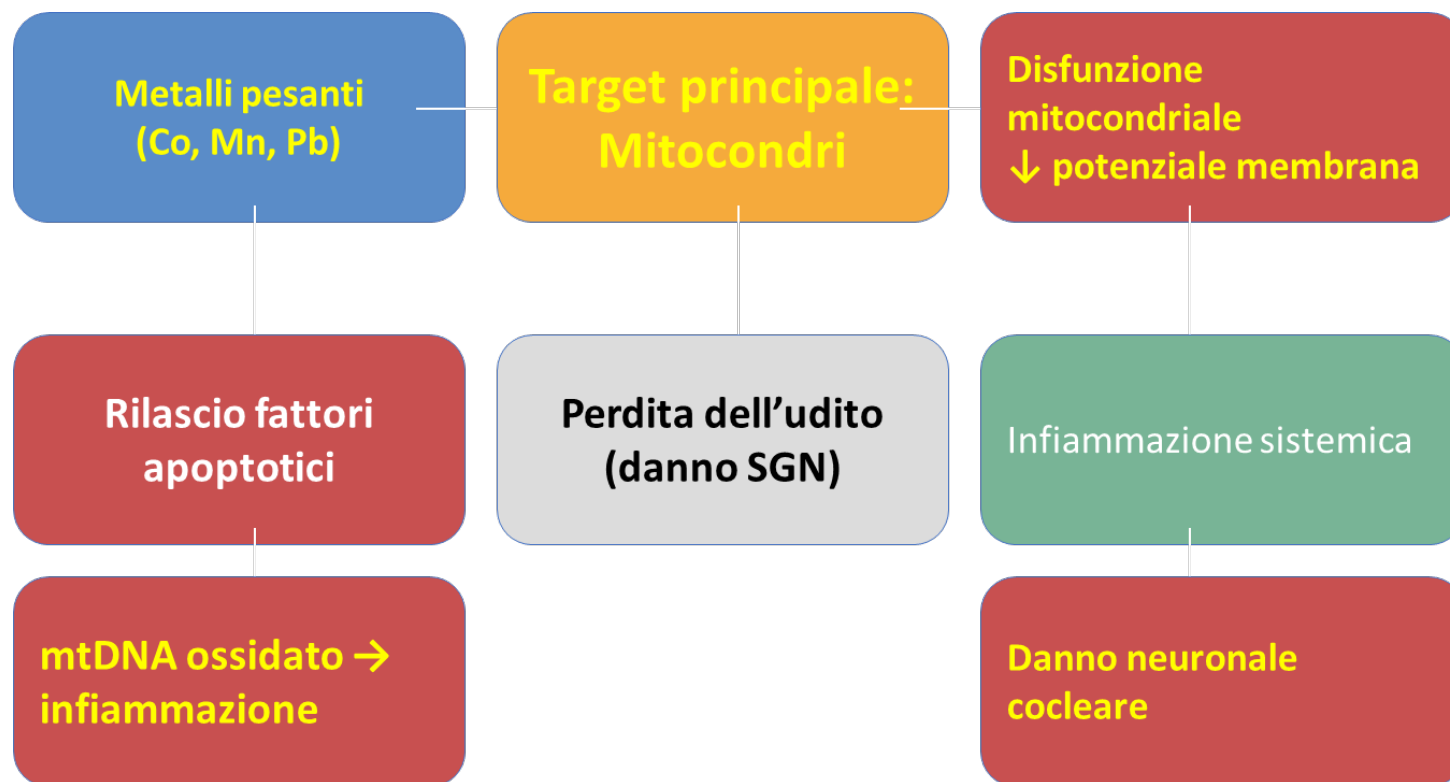 Metalli pesanti
(Co, Mn, Pb)
Target principale:
Mitocondri
Disfunzione
mitocondriale
↓ potenziale membrana
Rilascio fattori
apoptotici
Perdita dell’udito
(danno SGN)
Infiammazione sistemica
mtDNA ossidato →
infiammazione
Danno neuronale
cocleare